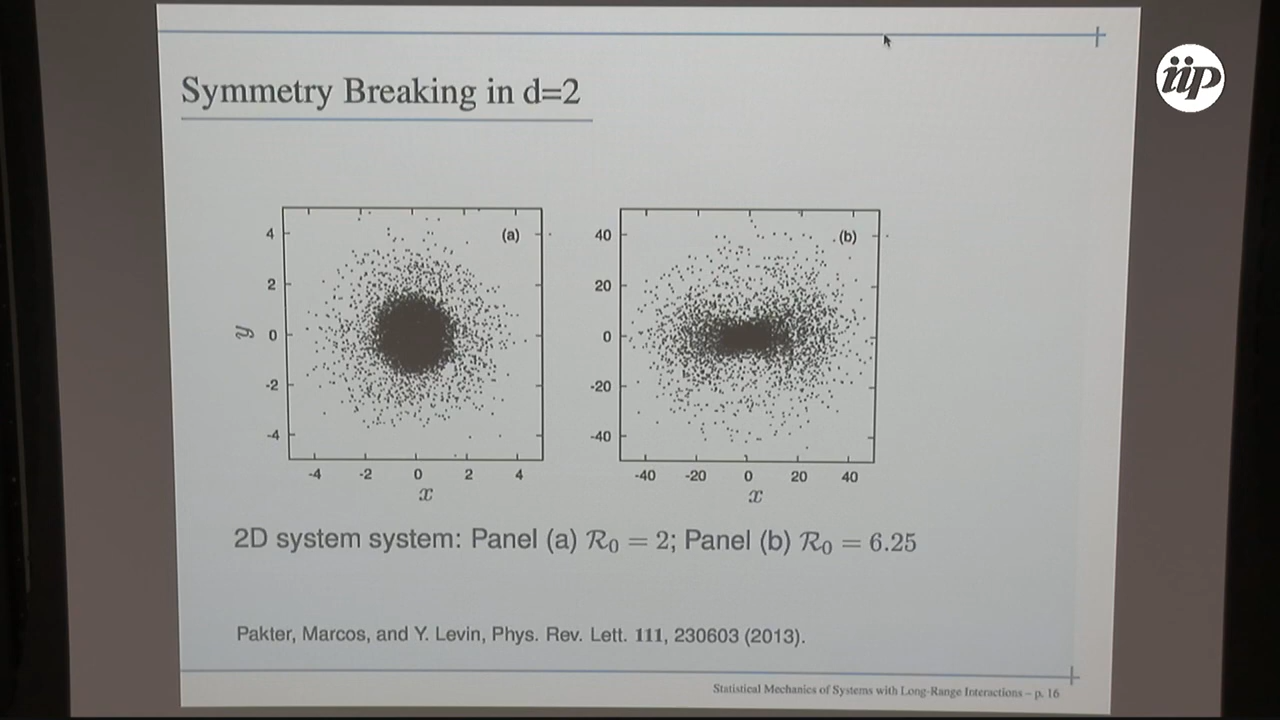 iip
Symmetry Breaking in d=2
(a)
4
2
0
-2
-4
y
-4 -2 0 2 4
x
(b)
40
20
0
-20
-40
-40 -20 0 20 40
x
2D system system: Panel (a) R₀ = 2; Panel (b) R₀ = 6.25
Pakter, Marcos, and Y. Levin, Phys. Rev. Lett. 111, 230603 (2013).
Statistical Mechanics of Systems with Long-Range Interactions – p. 16